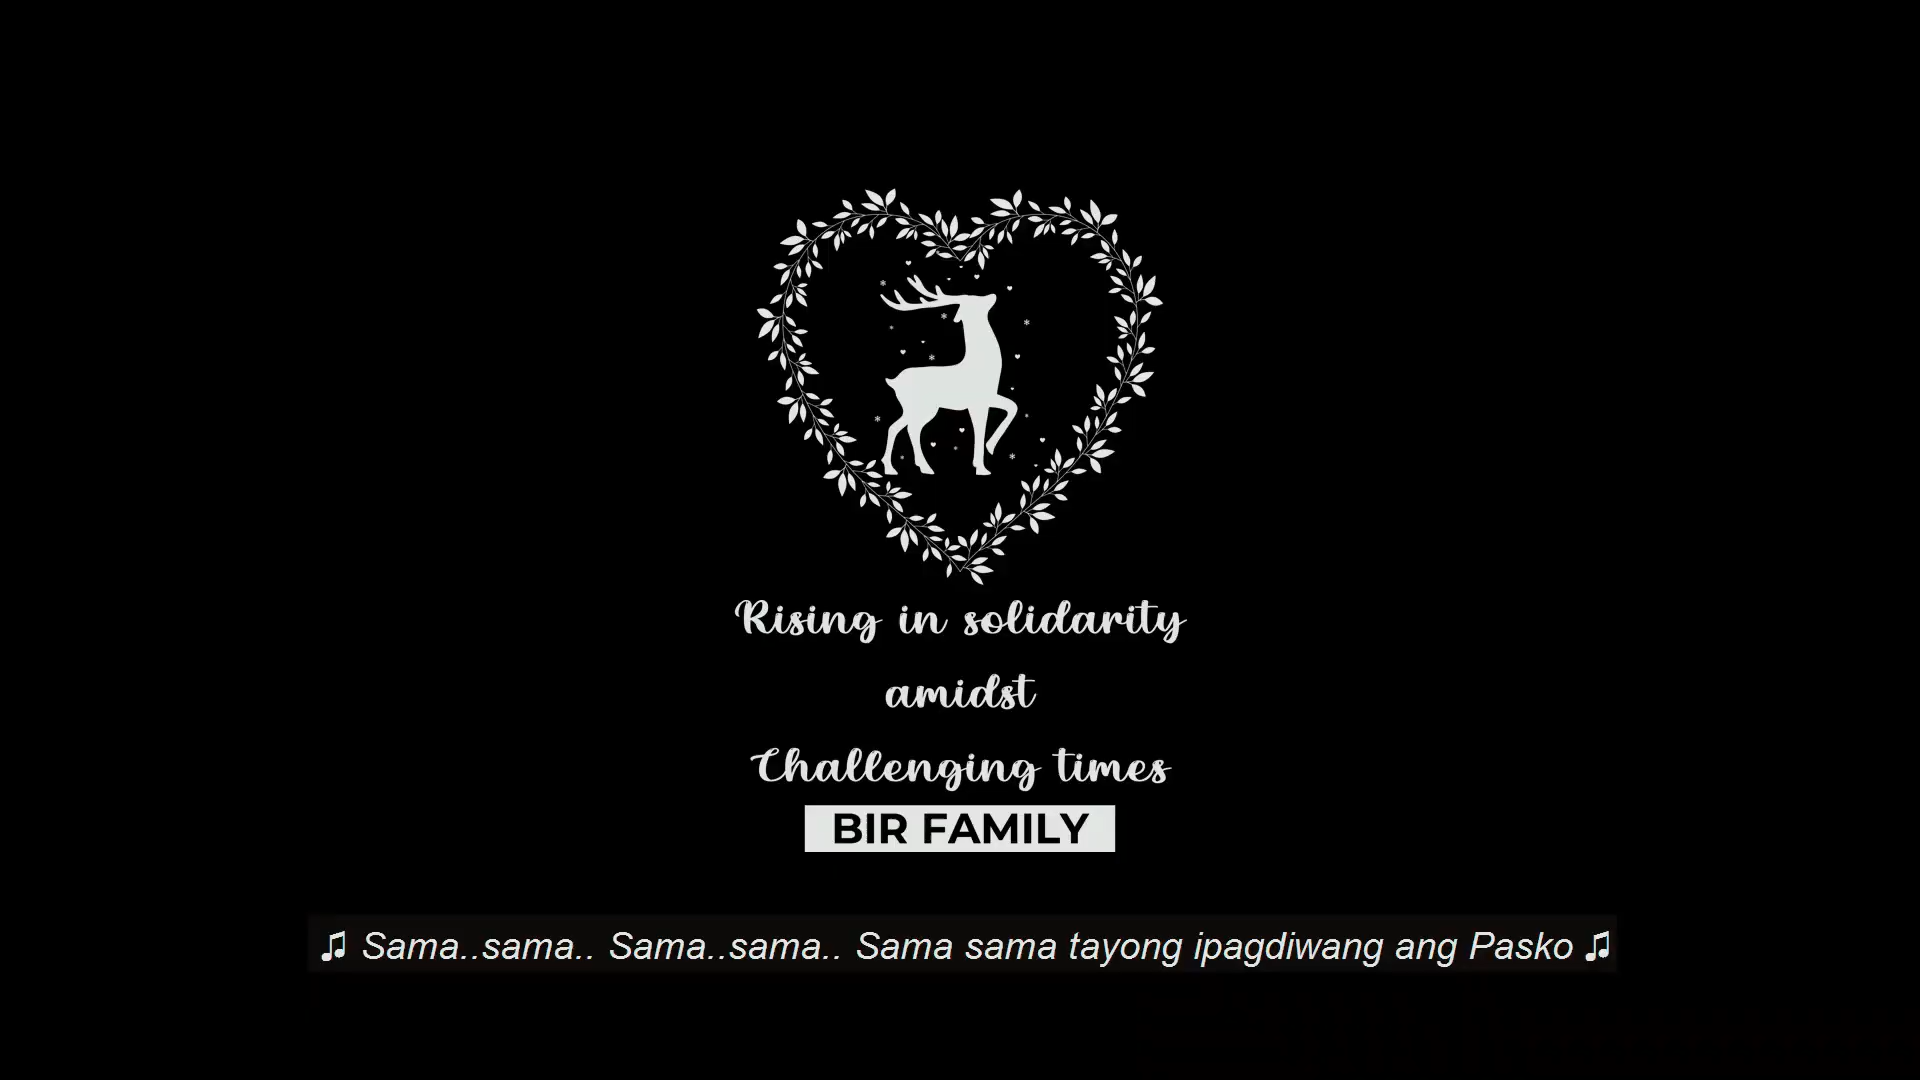 Rising in solidarity
amidst
Challenging times
BIR FAMILY
♫ Sama..sama.. Sama..sama.. Sama sama tayong ipagdiwang ang Pasko ♫